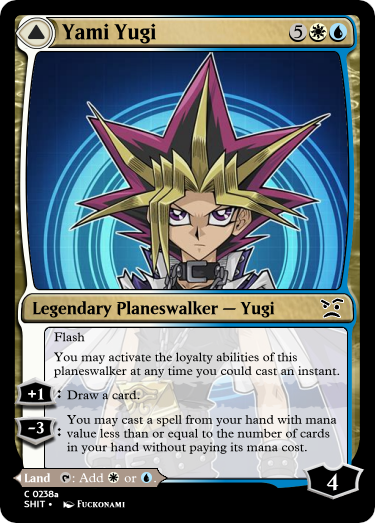 Yami Yugi 5
Legendary Planeswalker — Yugi
Flash
You may activate the loyalty abilities of this
planeswalker at any time you could cast an instant.
+1: Draw a card.
-3: You may cast a spell from your hand with mana
value less than or equal to the number of cards
in your hand without paying its mana cost.
Land : Add or .
4
C 0238a
SHIT • Fuckonami